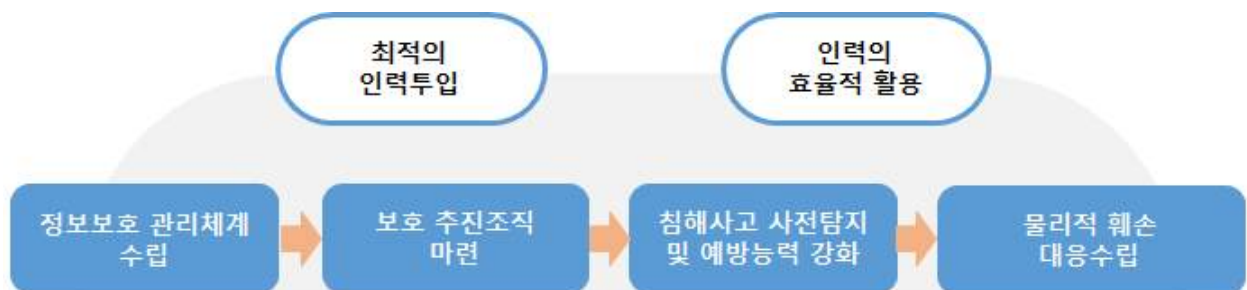 최적의
인력투입
인력의
효율적 활용
정보보호 관리체계
수립
보호 추진조직
마련
침해사고 사전탐지
및 예방능력 강화
물리적 훼손
대응수립